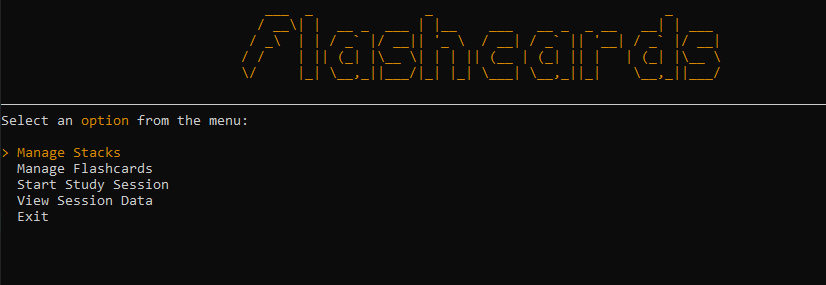 Flashcards
Select an option from the menu:
> Manage Stacks
Manage Flashcards
Start Study Session
View Session Data
Exit